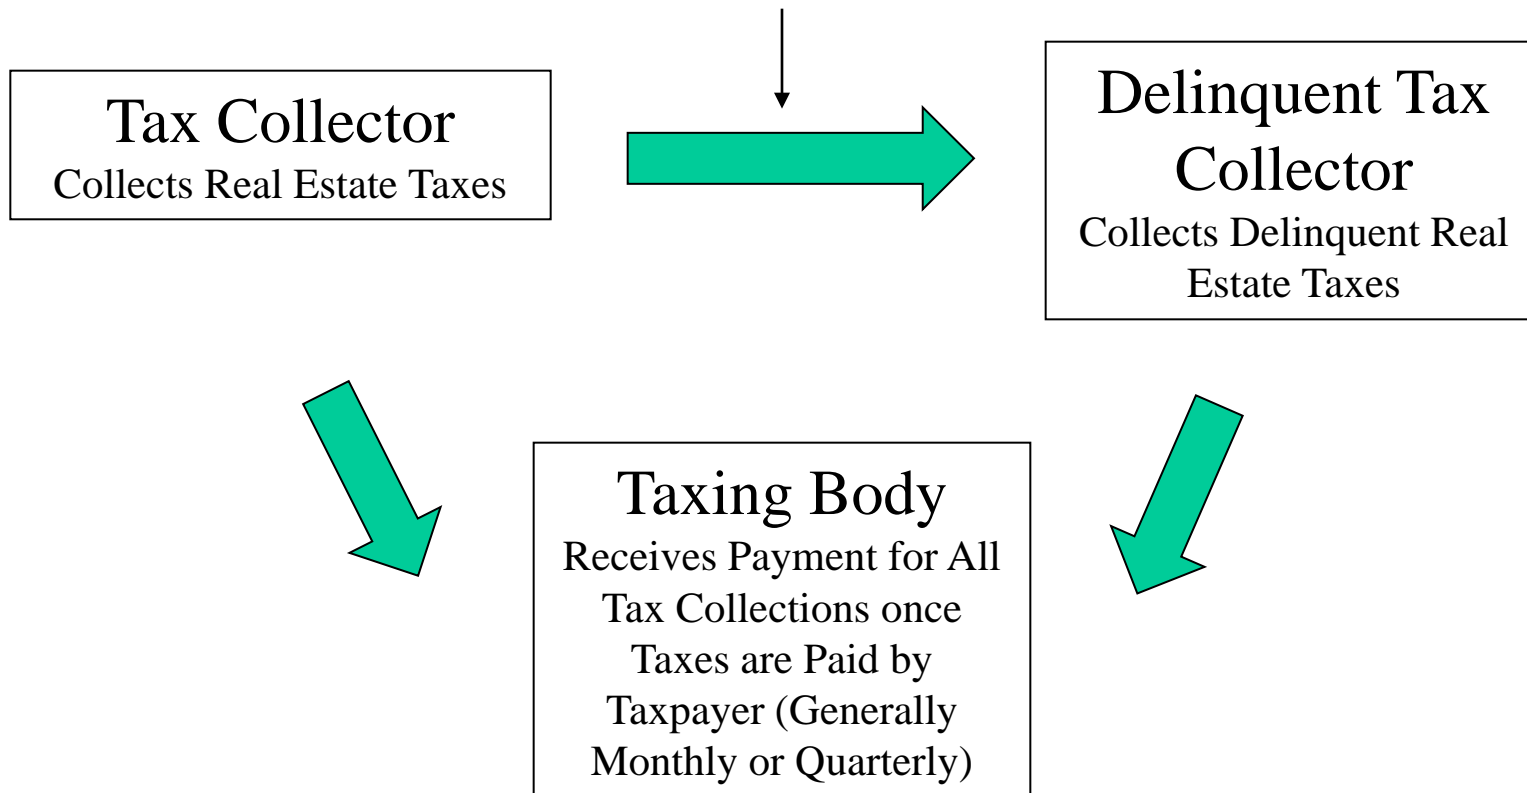 Tax Collector
Collects Real Estate Taxes
Delinquent Tax
Collector
Collects Delinquent Real
Estate Taxes
Taxing Body
Receives Payment for All
Tax Collections once
Taxes are Paid by
Taxpayer (Generally
Monthly or Quarterly)